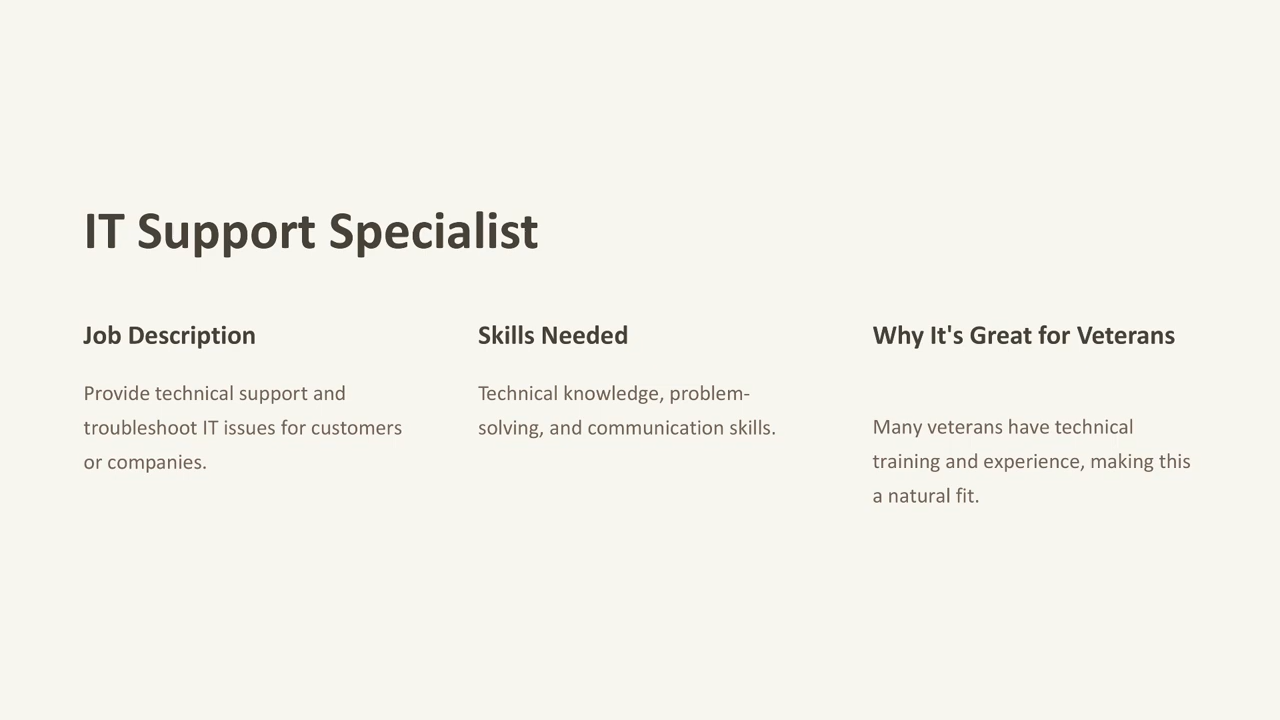 IT Support Specialist
Job Description
Provide technical support and
troubleshoot IT issues for customers
or companies.
Skills Needed
Technical knowledge, problem-
solving, and communication skills.
Why It's Great for Veterans
Many veterans have technical
training and experience, making this
a natural fit.